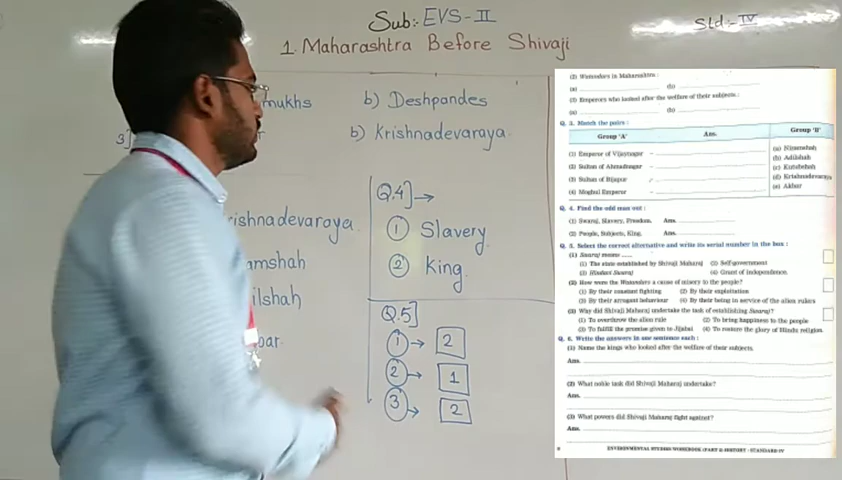 Sub:- EVS-II
Std:- IV
1. Maharashtra Before Shivaji
mukhs b) Deshpandes
3]
b) Krishnadevaraya.
rishnadevaraya.
amshah
ilshah
bar.
Q.4]→
① Slavery
② King.
Q.5]
① → 2
② → 1
③ → 2
(2) Watandars in Maharashtra :
(a) (b)
(3) Emperors who looked after the welfare of their subjects :
(a) (b)
Q. 3. Match the pairs :
Group 'A' Ans. Group 'B'
(1) Emperor of Vijaynagar - (a) Nizamshah
(2) Sultan of Ahmadnagar - (b) Adilshah
(3) Sultan of Bijapur - (c) Kutubshah
(4) Moghul Emperor - (d) Krishnadevaraya
(e) Akbar
Q. 4. Find the odd man out :
(1) Swaraj, Slavery, Freedom. Ans.
(2) People, Subjects, King. Ans.
Q. 5. Select the correct alternative and write its serial number in the box :
(1) Swaraj means ......
(1) The state established by Shivaji Maharaj (2) Self-government
(3) Hindavi Swaraj (4) Grant of independence.
(2) How were the Watandars a cause of misery to the people?
(1) By their constant fighting (2) By their exploitation
(3) By their arrogant behaviour (4) By their being in service of the alien rulers
(3) Why did Shivaji Maharaj undertake the task of establishing Swaraj?
(1) To overthrow the alien rule (2) To bring happiness to the people
(3) To fulfil the promise given to Jijabai (4) To restore the glory of Hindu religion.
Q. 6. Write the answers in one sentence each :
(1) Name the kings who looked after the welfare of their subjects.
Ans.
(2) What noble task did Shivaji Maharaj undertake?
Ans.
(3) What powers did Shivaji Maharaj fight against?
Ans.
ENVIRONMENTAL STUDIES WORKBOOK (PART 2) HISTORY : STANDARD IV